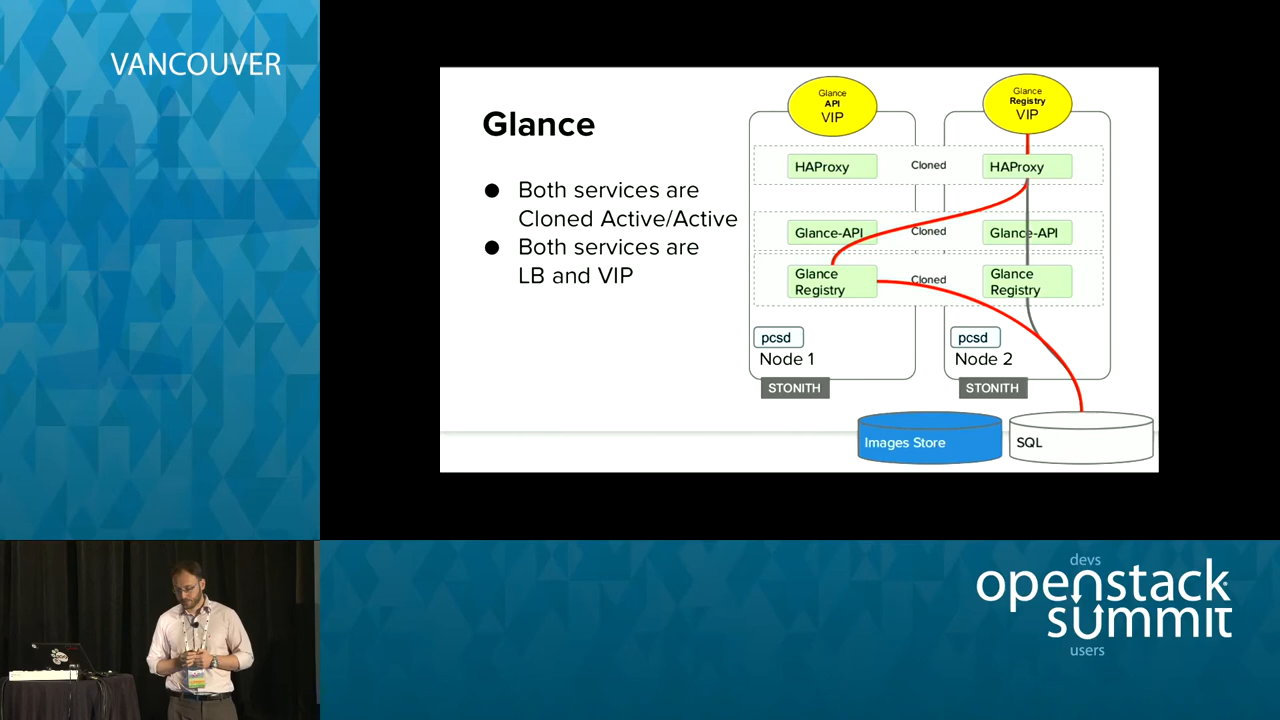 VANCOUVER
Glance
● Both services are
Cloned Active/Active
● Both services are
LB and VIP
Glance
API
VIP
Glance
Registry
VIP
HAProxy
Cloned
HAProxy
Glance-API
Cloned
Glance-API
Glance
Registry
Cloned
Glance
Registry
pcsd
Node 1
STONITH
pcsd
Node 2
STONITH
Images Store
SQL
devs
openstack
summit
users